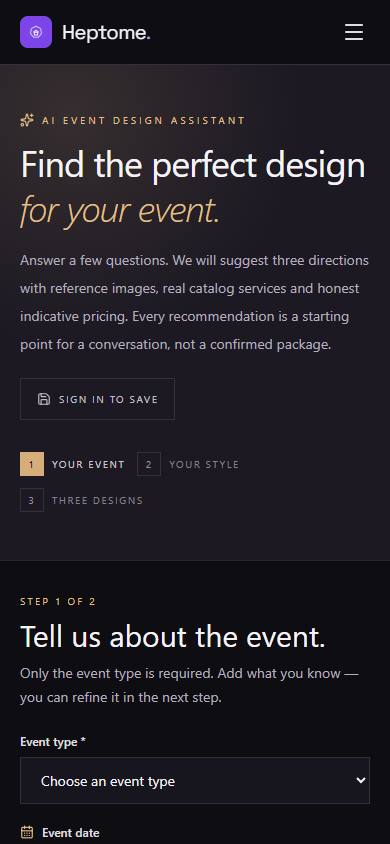 Heptome.
AI EVENT DESIGN ASSISTANT
Find the perfect design
for your event.
Answer a few questions. We will suggest three directions
with reference images, real catalog services and honest
indicative pricing. Every recommendation is a starting
point for a conversation, not a confirmed package.
SIGN IN TO SAVE
1 YOUR EVENT 2 YOUR STYLE
3 THREE DESIGNS
STEP 1 OF 2
Tell us about the event.
Only the event type is required. Add what you know —
you can refine it in the next step.
Event type *
Choose an event type
Event date